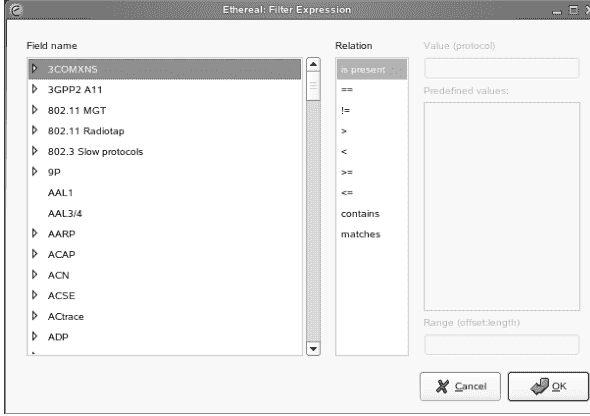 Ethereal: Filter Expression
Field name
3COMXNS
3GPP2 A11
802.11 MGT
802.11 Radiotap
802.3 Slow protocols
9P
AAL1
AAL3/4
AARP
ACAP
ACN
ACSE
ACtrace
ADP
Relation
is present
==
!=
>
<
>=
<=
contains
matches
Value (protocol)
Predefined values:
Range (offset:length)
Cancel
OK